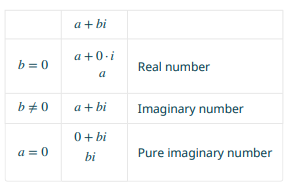 a + bi
b = 0
a + 0 · i
a
Real number
b ≠ 0
a + bi
Imaginary number
a = 0
0 + bi
bi
Pure imaginary number